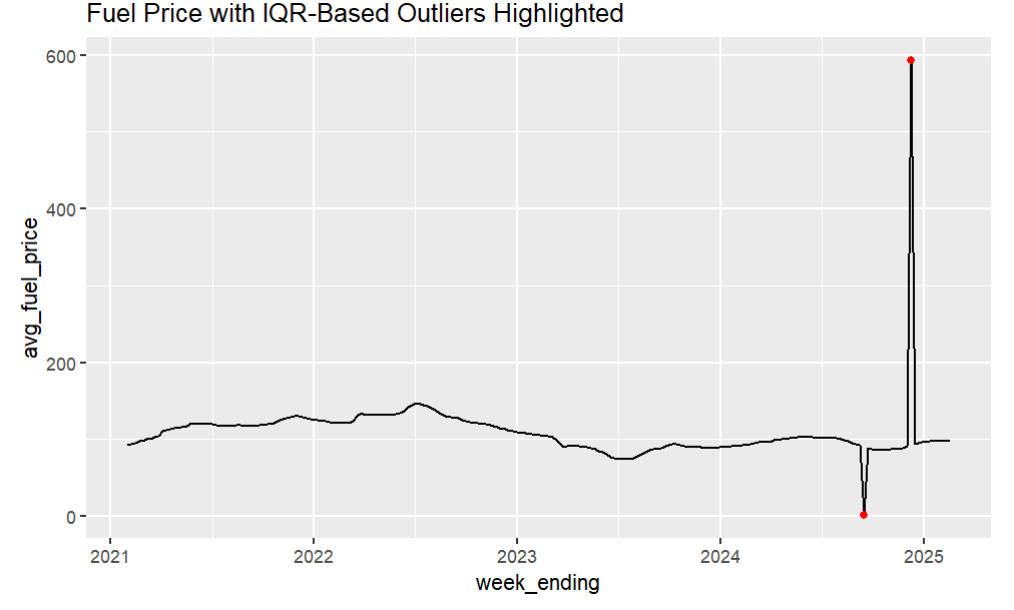 Fuel Price with IQR-Based Outliers Highlighted
600
400
200
0
avg_fuel_price
2021 2022 2023 2024 2025
week_ending